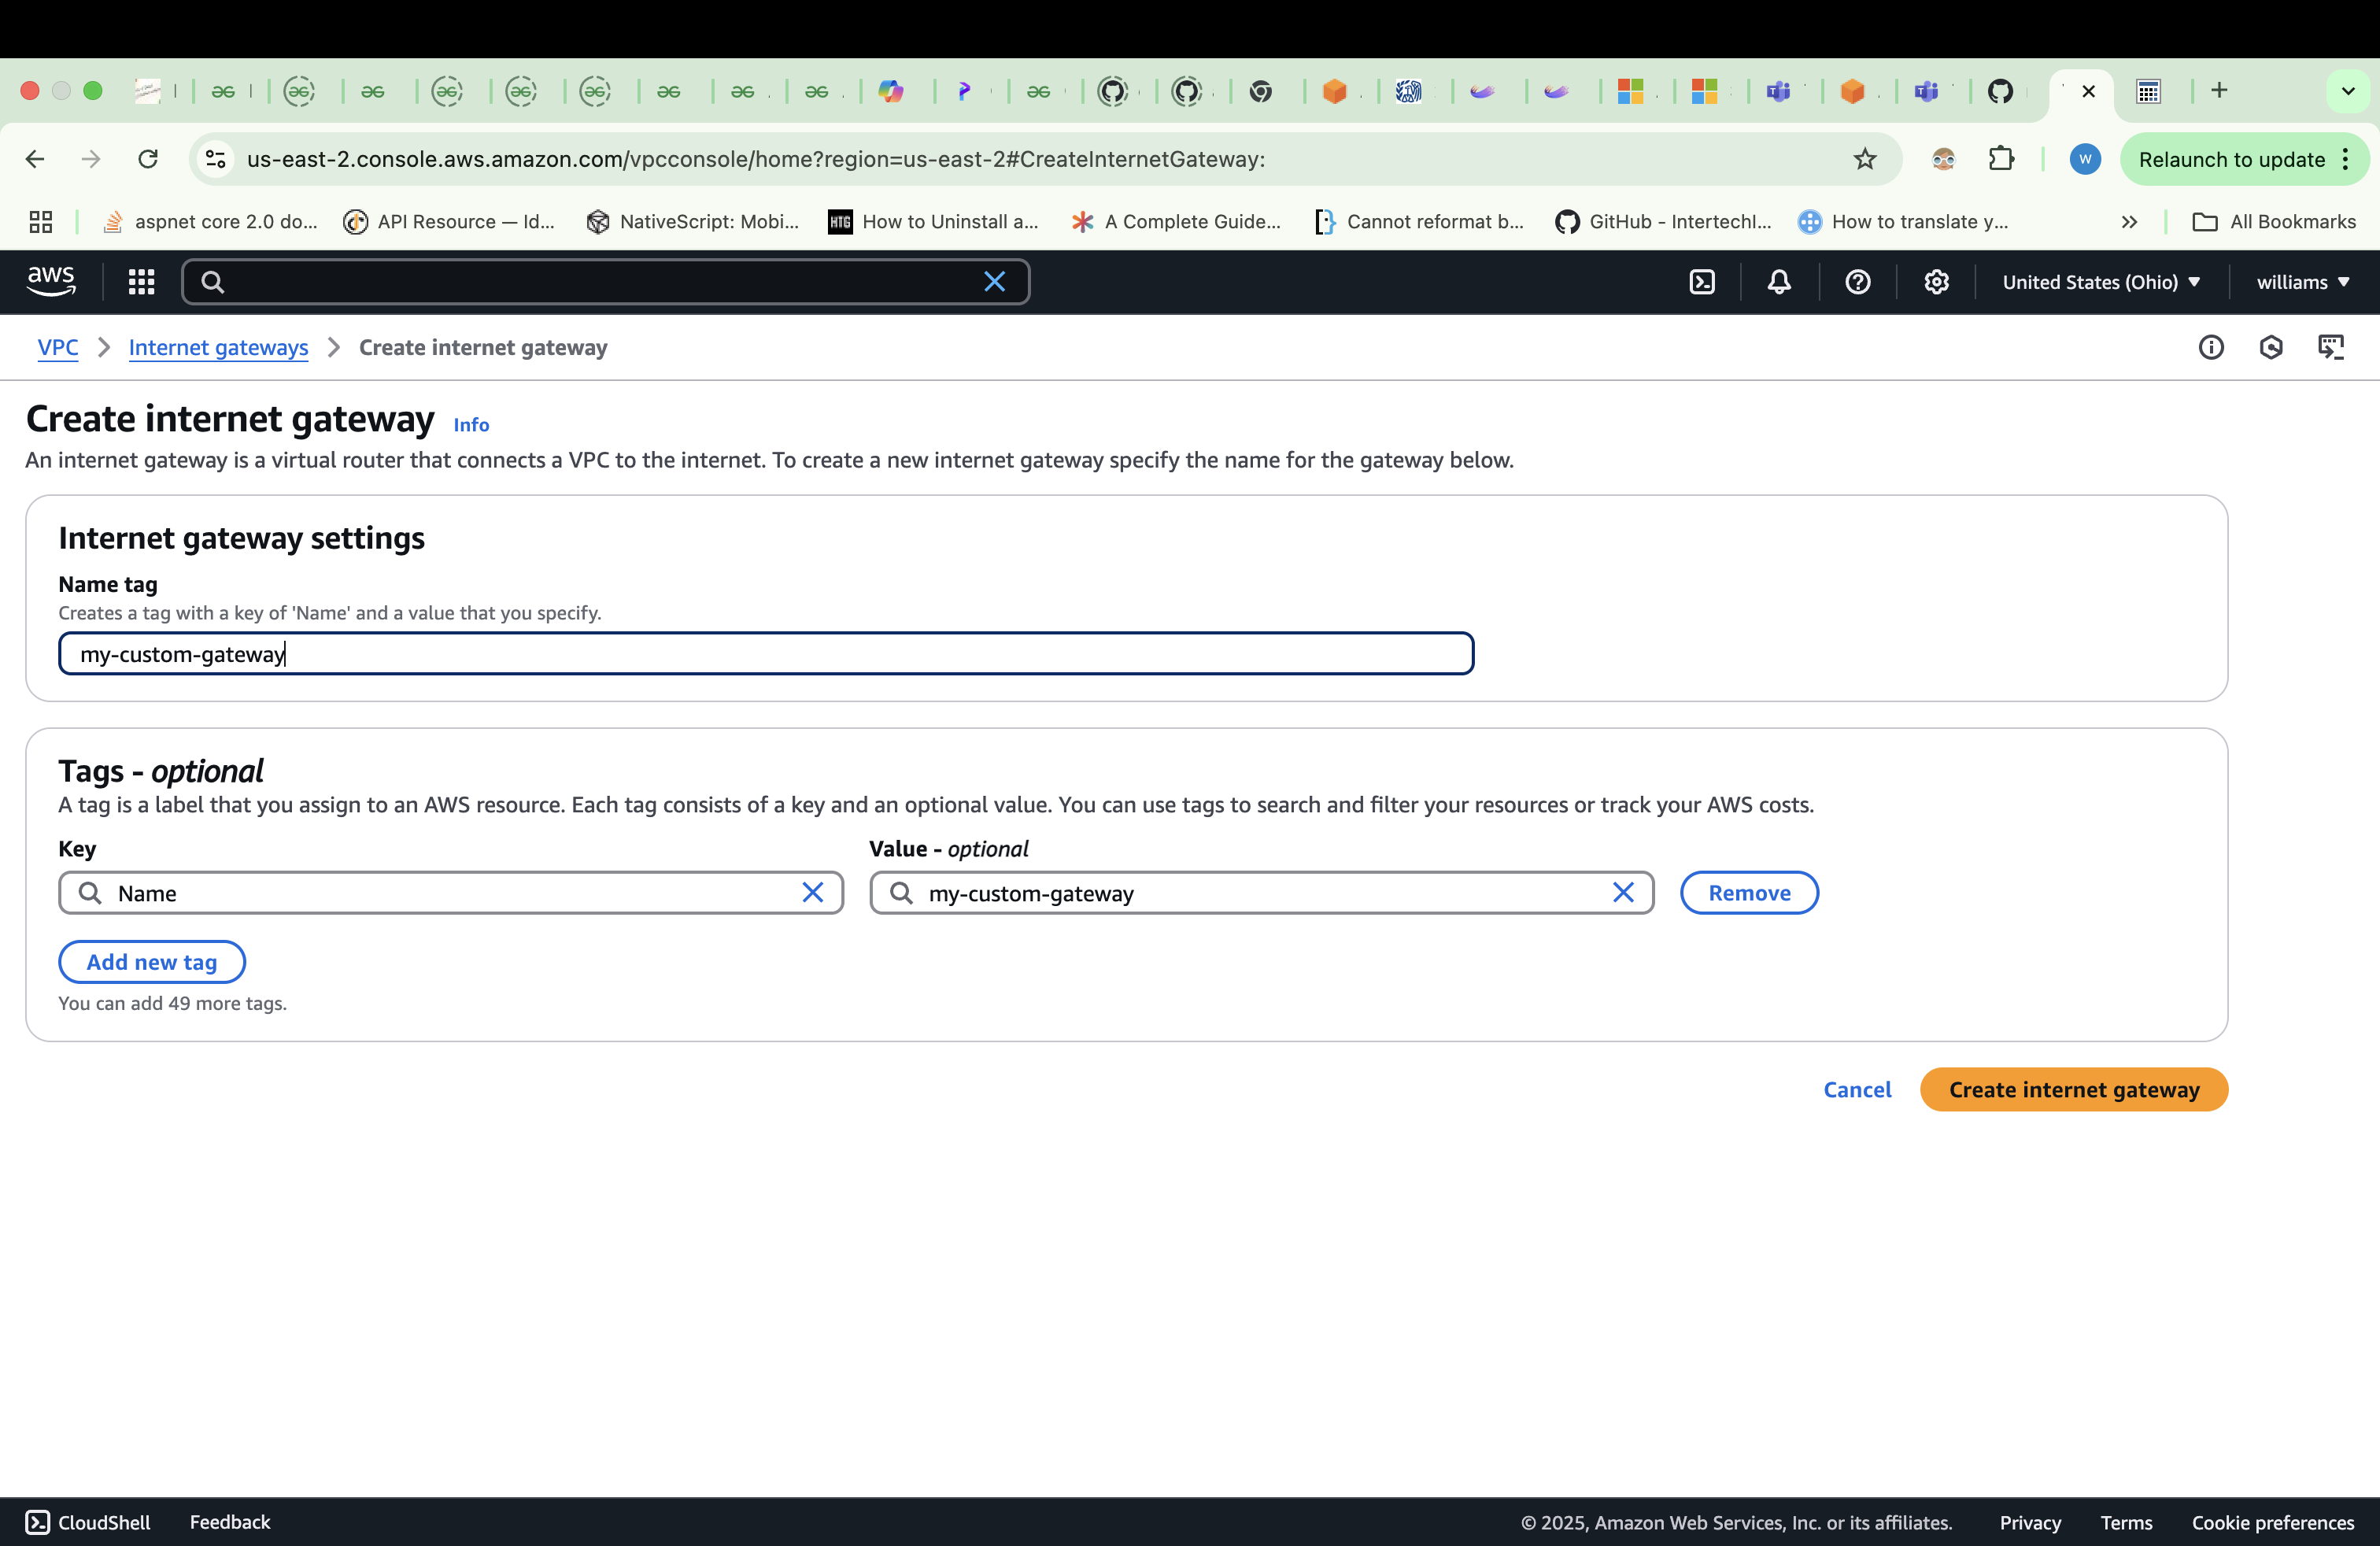 us-east-2.console.aws.amazon.com/vpcconsole/home?region=us-east-2#CreateInternetGateway:
W
Relaunch to update
aspnet core 2.0 do...
API Resource — Id...
NativeScript: Mobi...
HTG
How to Uninstall a...
A Complete Guide...
Cannot reformat b...
GitHub - Intertechl...
How to translate y...
All Bookmarks
aws
United States (Ohio)
williams
VPC
Internet gateways
Create internet gateway
Create internet gateway Info
An internet gateway is a virtual router that connects a VPC to the internet. To create a new internet gateway specify the name for the gateway below.
Internet gateway settings
Name tag
Creates a tag with a key of 'Name' and a value that you specify.
my-custom-gateway
Tags - optional
A tag is a label that you assign to an AWS resource. Each tag consists of a key and an optional value. You can use tags to search and filter your resources or track your AWS costs.
Key
Value - optional
Name
my-custom-gateway
Remove
Add new tag
You can add 49 more tags.
Cancel
Create internet gateway
CloudShell
Feedback
© 2025, Amazon Web Services, Inc. or its affiliates.
Privacy
Terms
Cookie preferences